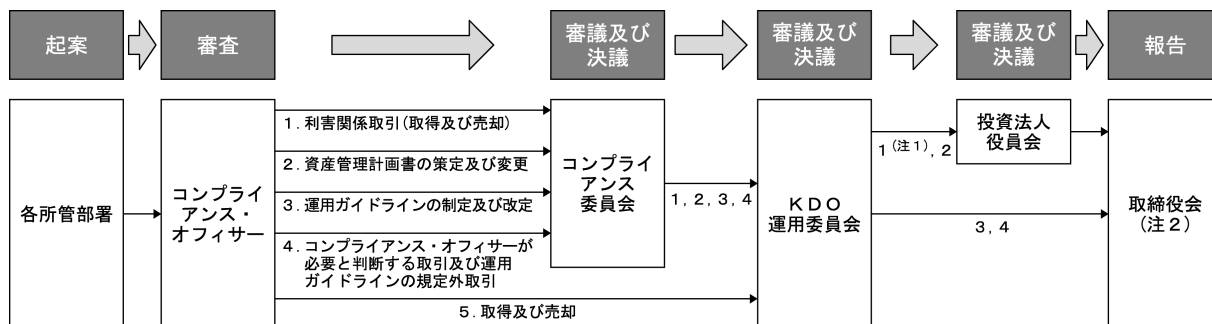 起案
審査
審議及び
決議
審議及び
決議
審議及び
決議
報告
各所管部署
コンプライ
アンス・
オフィサー
1．利害関係取引(取得及び売却)
2．資産管理計画書の策定及び変更
3．運用ガイドラインの制定及び改定
4．コンプライアンス・オフィサーが
必要と判断する取引及び運用
ガイドラインの規定外取引
5．取得及び売却
コンプライ
アンス
委員会
1, 2, 3, 4
ＫＤＯ
運用委員会
1(注1), 2
3, 4
投資法人
役員会
取締役会
(注２)